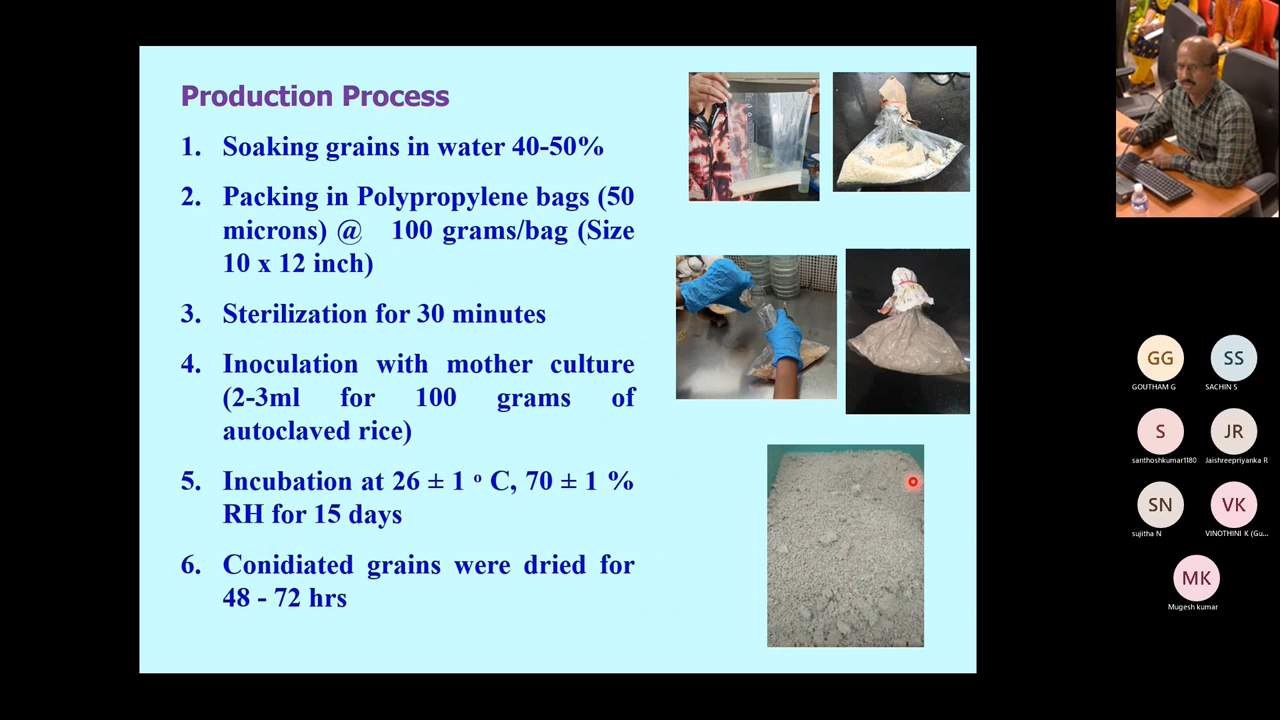 Production Process
1. Soaking grains in water 40-50%
2. Packing in Polypropylene bags (50
microns) @ 100 grams/bag (Size
10 x 12 inch)
3. Sterilization for 30 minutes
4. Inoculation with mother culture
(2-3ml for 100 grams of
autoclaved rice)
5. Incubation at 26 ± 1 º C, 70 ± 1 %
RH for 15 days
6. Conidiated grains were dried for
48 - 72 hrs
GG
GOUTHAM G
SS
SACHIN S
S
santhoshkumar1180
JR
Jaishreepriyanka R
SN
sujitha N
VK
VINOTHINI K (Gu...
MK
Mugesh kumar